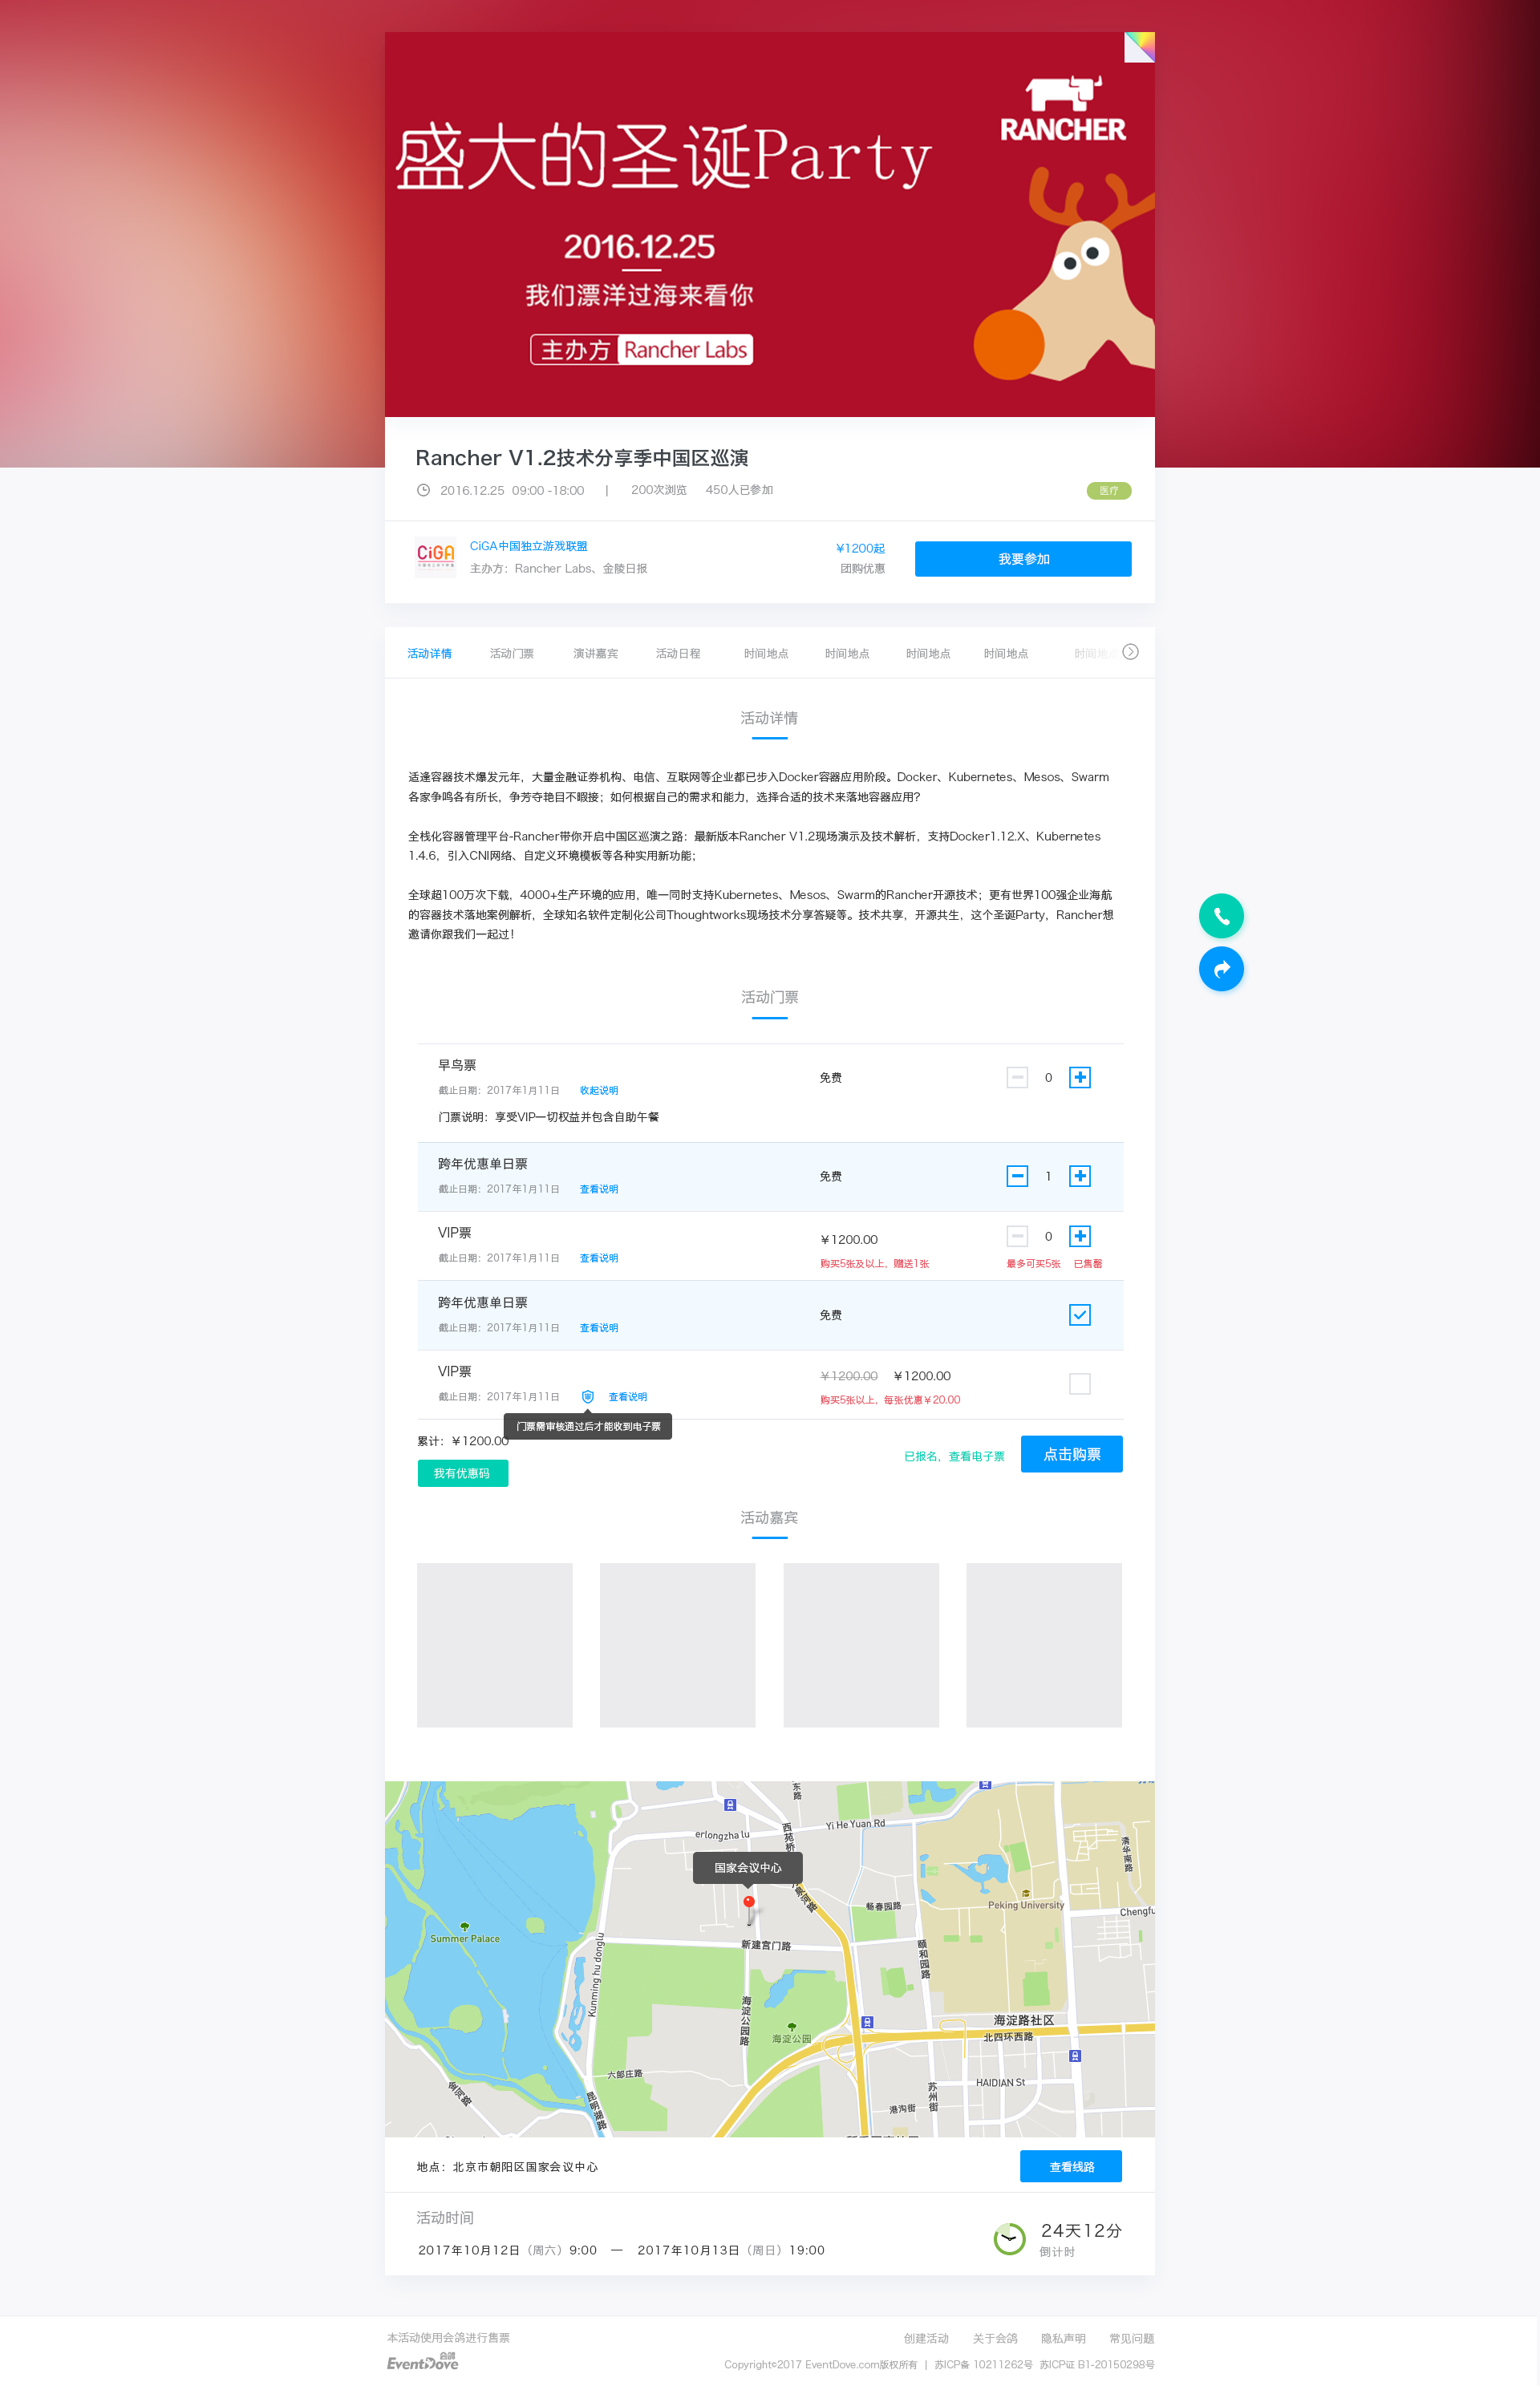 RANCHER
盛大的圣诞Party
2016.12.25
我们漂洋过海来看你
主办方 Rancher Labs
Rancher V1.2技术分享季中国区巡演
2016.12.25 09:00 -18:00 | 200次浏览 450人已参加
医疗
CiGA
CiGA中国独立游戏联盟
主办方：Rancher Labs、金陵日报
¥1200起
团购优惠
我要参加
活动详情 活动门票 演讲嘉宾 活动日程 时间地点 时间地点 时间地点 时间地点 时间地点
活动详情
适逢容器技术爆发元年，大量金融证券机构、电信、互联网等企业都已步入Docker容器应用阶段。Docker、Kubernetes、Mesos、Swarm
各家争鸣各有所长，争芳夺艳目不暇接；如何根据自己的需求和能力，选择合适的技术来落地容器应用？
全栈化容器管理平台-Rancher带你开启中国区巡演之路：最新版本Rancher V1.2现场演示及技术解析，支持Docker1.12.X、Kubernetes
1.4.6，引入CNI网络、自定义环境模板等各种实用新功能；
全球超100万次下载，4000+生产环境的应用，唯一同时支持Kubernetes、Mesos、Swarm的Rancher开源技术；更有世界100强企业海航
的容器技术落地案例解析，全球知名软件定制化公司Thoughtworks现场技术分享答疑等。技术共享，开源共生，这个圣诞Party，Rancher想
邀请你跟我们一起过！
活动门票
早鸟票
截止日期：2017年1月11日 收起说明
门票说明：享受VIP一切权益并包含自助午餐
免费
0
跨年优惠单日票
截止日期：2017年1月11日 查看说明
免费
1
VIP票
截止日期：2017年1月11日 查看说明
¥1200.00
购买5张及以上，赠送1张
0
最多可买5张 已售罄
跨年优惠单日票
截止日期：2017年1月11日 查看说明
免费
VIP票
截止日期：2017年1月11日 查看说明
¥1200.00 ¥1200.00
购买5张以上，每张优惠¥20.00
门票需审核通过后才能收到电子票
累计：¥1200.00
我有优惠码
已报名，查看电子票
点击购票
活动嘉宾
东路
erlongzha lu
西苑桥
Yi He Yuan Rd
清华南路
国家会议中心
畅春园路
Peking University
Chengfu
Summer Palace
Kunming hu donglu
新建宫门路
颐和园路
海淀公园路
海淀公园
海淀路社区
北四环西路
六郎庄路
HAIDIAN St
苏州街
港沟街
昆明湖路
金河路
地点：北京市朝阳区国家会议中心
查看线路
活动时间
2017年10月12日（周六）9:00 — 2017年10月13日（周日）19:00
24天12分
倒计时
本活动使用会鸽进行售票
EventDove 会鸽
创建活动 关于会鸽 隐私声明 常见问题
Copyright©2017 EventDove.com版权所有 | 苏ICP备 10211262号 苏ICP证 B1-20150298号